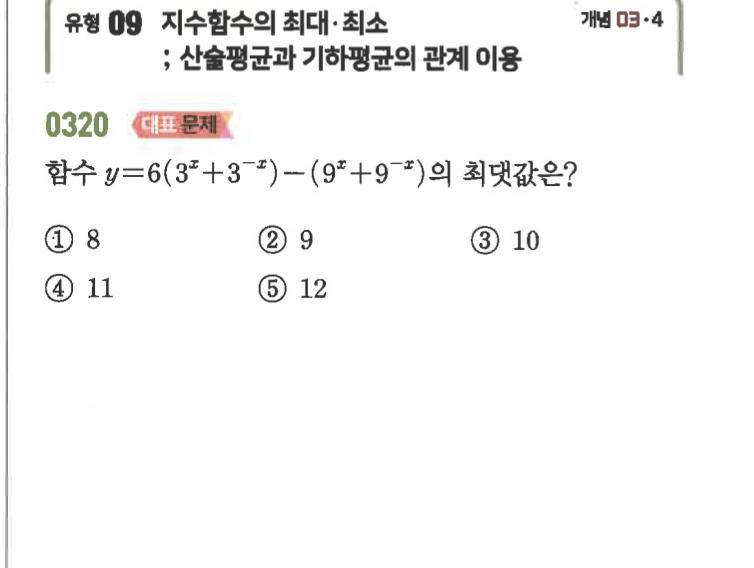 유형 09 지수함수의 최대·최소 개념 03·4
; 산술평균과 기하평균의 관계 이용
0320 대표 문제
함수 y=6(3ˣ+3⁻ˣ)−(9ˣ+9⁻ˣ)의 최댓값은?
① 8 ② 9 ③ 10
④ 11 ⑤ 12